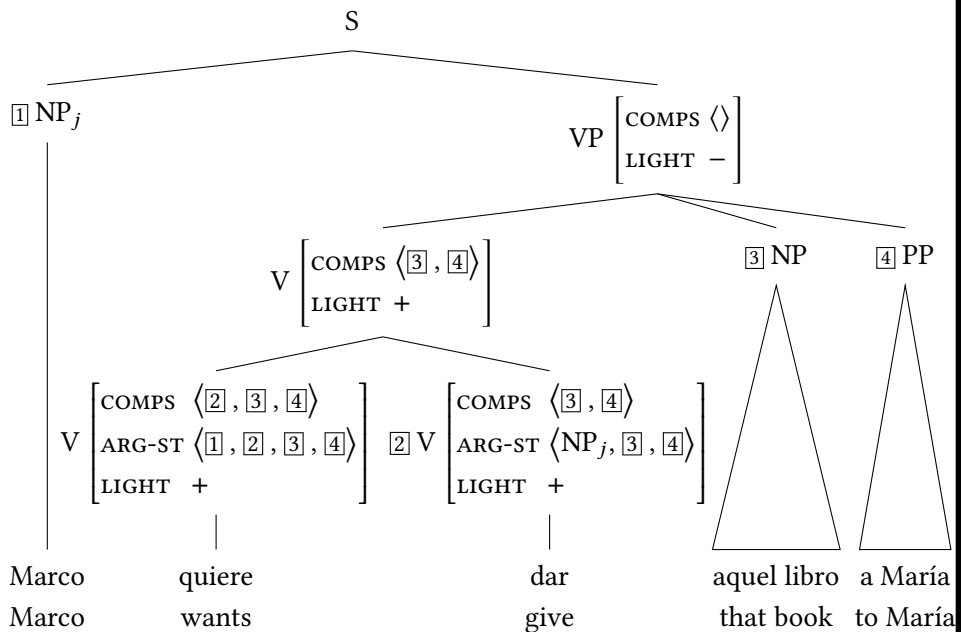 S
1 NP j
VP [COMPS ⟨⟩
LIGHT −]
V [COMPS ⟨3 , 4⟩
LIGHT +]
3 NP
4 PP
V [COMPS ⟨2 , 3 , 4⟩
ARG-ST ⟨1 , 2 , 3 , 4⟩
LIGHT +]
2 V [COMPS ⟨3 , 4⟩
ARG-ST ⟨NP j, 3 , 4⟩
LIGHT +]
Marco quiere dar aquel libro a María
Marco wants give that book to María